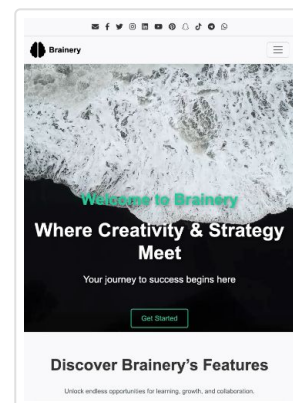 Brainery
Welcome to Brainery
Where Creativity & Strategy
Meet
Your journey to success begins here
Get Started
Discover Brainery’s Features
Unlock endless opportunities for learning, growth, and collaboration.